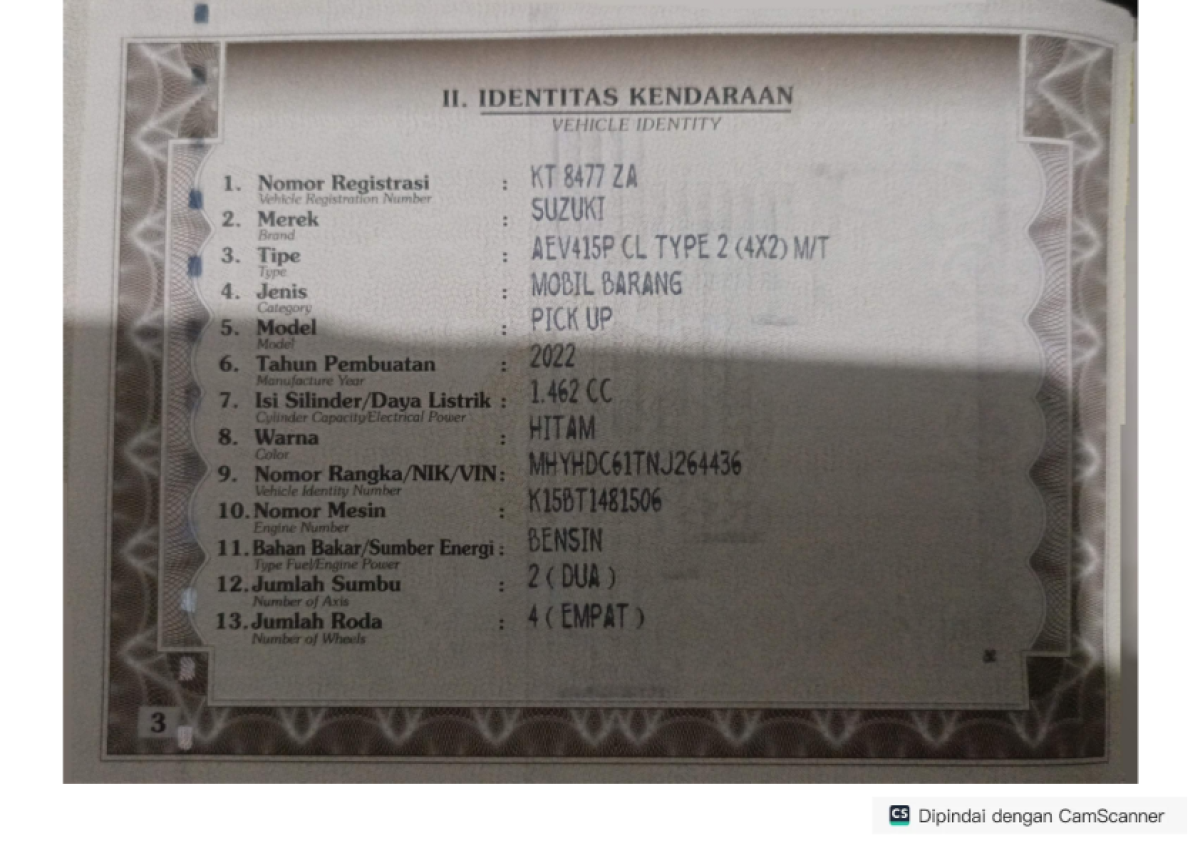 II. IDENTITAS KENDARAAN
VEHICLE IDENTITY
1. Nomor Registrasi : KT 8477 ZA
Vehicle Registration Number
2. Merek : SUZUKI
Brand
3. Tipe : AEV415P CL TYPE 2 (4X2) M/T
Type
4. Jenis : MOBIL BARANG
Category
5. Model : PICK UP
Model
6. Tahun Pembuatan : 2022
Manufacture Year
7. Isi Silinder/Daya Listrik : 1.462 CC
Cylinder Capacity/Electrical Power
8. Warna : HITAM
Color
9. Nomor Rangka/NIK/VIN : MHYHDC61TNJ264436
Vehicle Identity Number
10. Nomor Mesin : K15BT1481506
Engine Number
11. Bahan Bakar/Sumber Energi : BENSIN
Type Fuel/Engine Power
12. Jumlah Sumbu : 2 ( DUA )
Number of Axis
13. Jumlah Roda : 4 ( EMPAT )
Number of Wheels
3
CS Dipindai dengan CamScanner